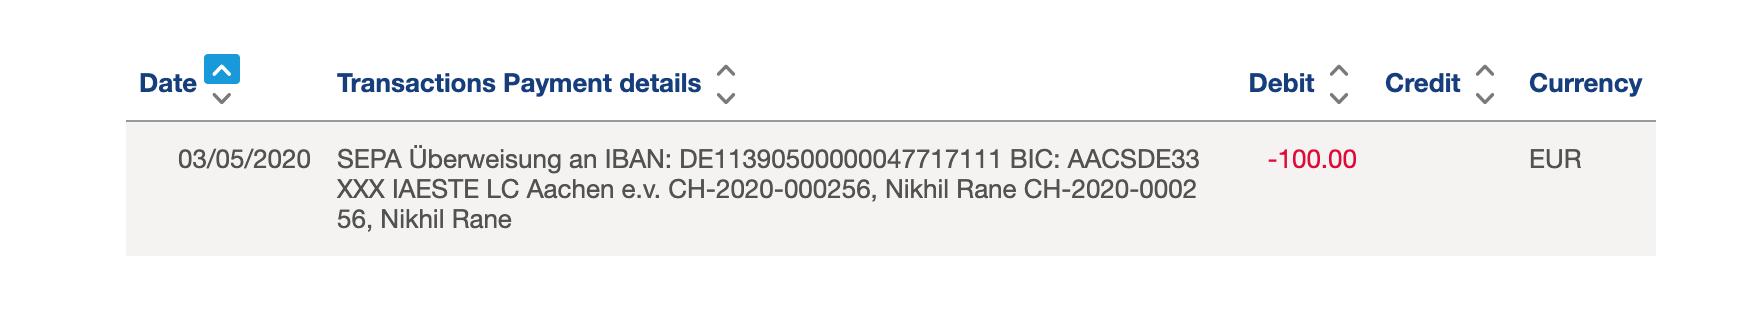 Date Transactions Payment details Debit Credit Currency
03/05/2020 SEPA Überweisung an IBAN: DE11390500000047717111 BIC: AACSDE33 -100.00 EUR
XXX IAESTE LC Aachen e.v. CH-2020-000256, Nikhil Rane CH-2020-0002
56, Nikhil Rane